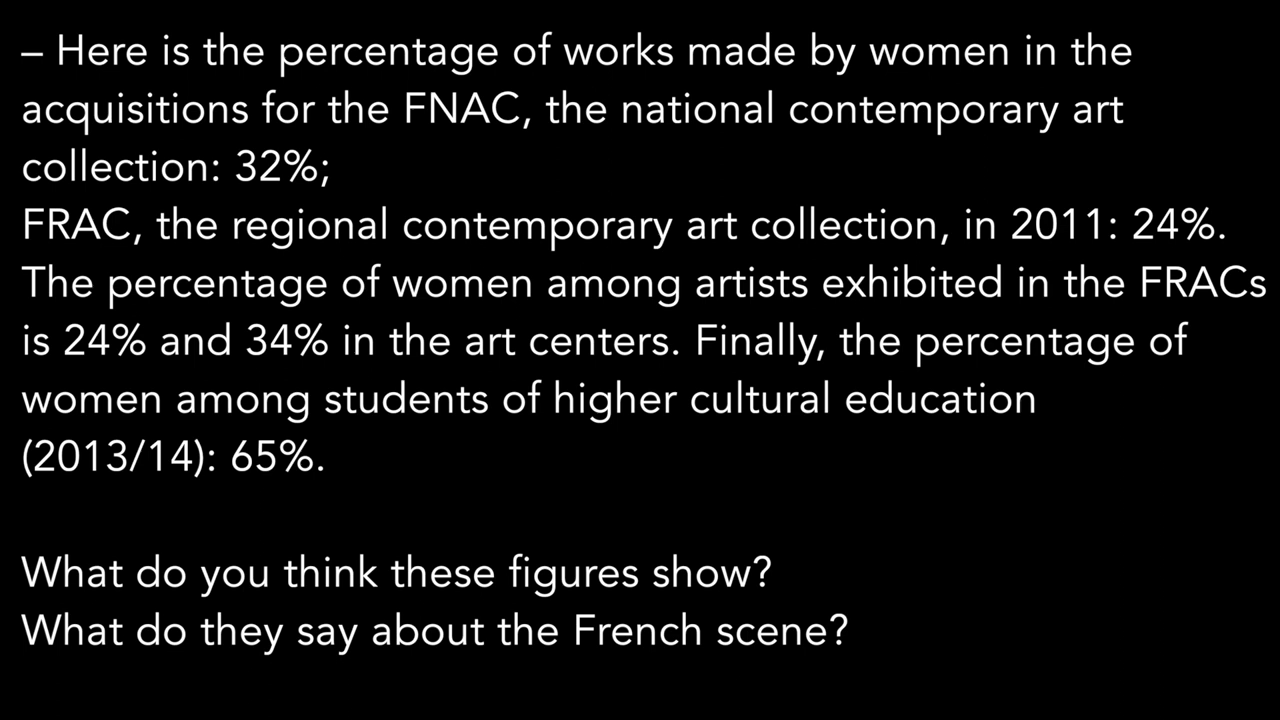 – Here is the percentage of works made by women in the
acquisitions for the FNAC, the national contemporary art
collection: 32%;
FRAC, the regional contemporary art collection, in 2011: 24%.
The percentage of women among artists exhibited in the FRACs
is 24% and 34% in the art centers. Finally, the percentage of
women among students of higher cultural education
(2013/14): 65%.
What do you think these figures show?
What do they say about the French scene?